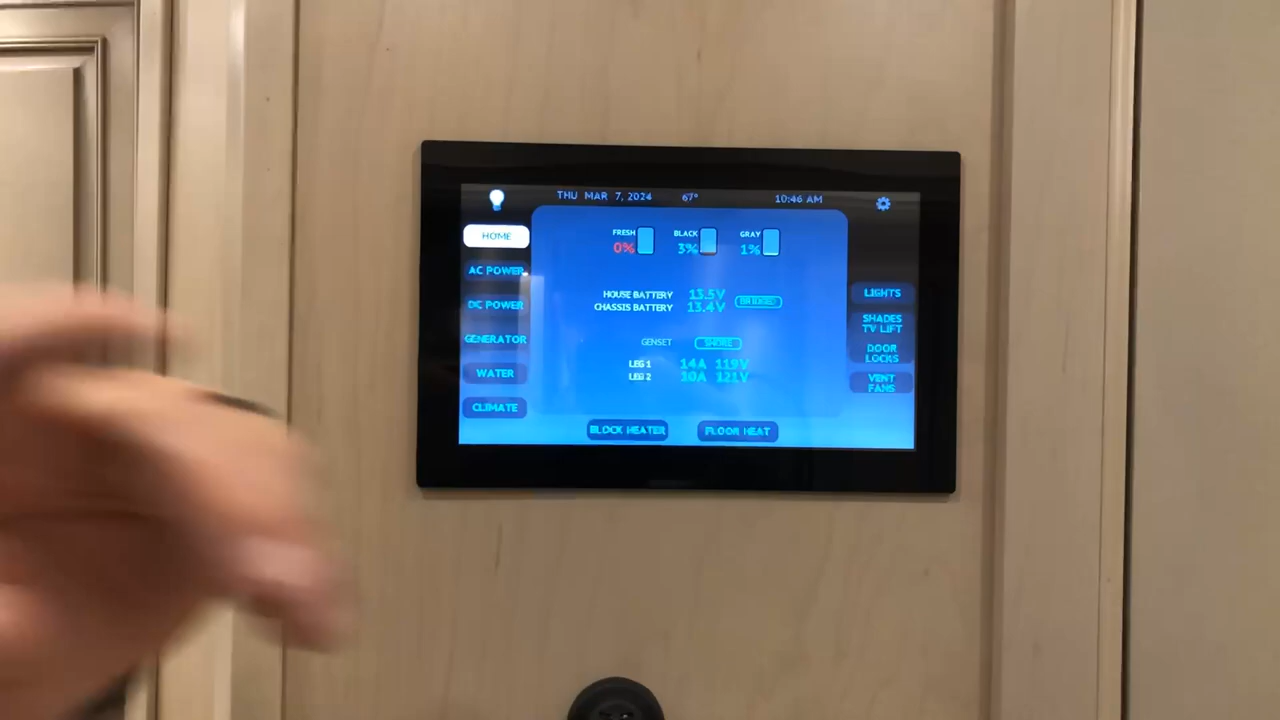 THU MAR 7, 2024 67° 10:46 AM
HOME
AC POWER
DC POWER
GENERATOR
WATER
CLIMATE
FRESH 0% BLACK 3% GRAY 1%
HOUSE BATTERY 13.5V
CHASSIS BATTERY 13.4V
BRIDGED
GENSET SHORE
LEG 1 14A 119V
LEG 2 10A 121V
BLOCK HEATER FLOOR HEAT
LIGHTS
SHADES
TV LIFT
DOOR
LOCKS
VENT
FANS